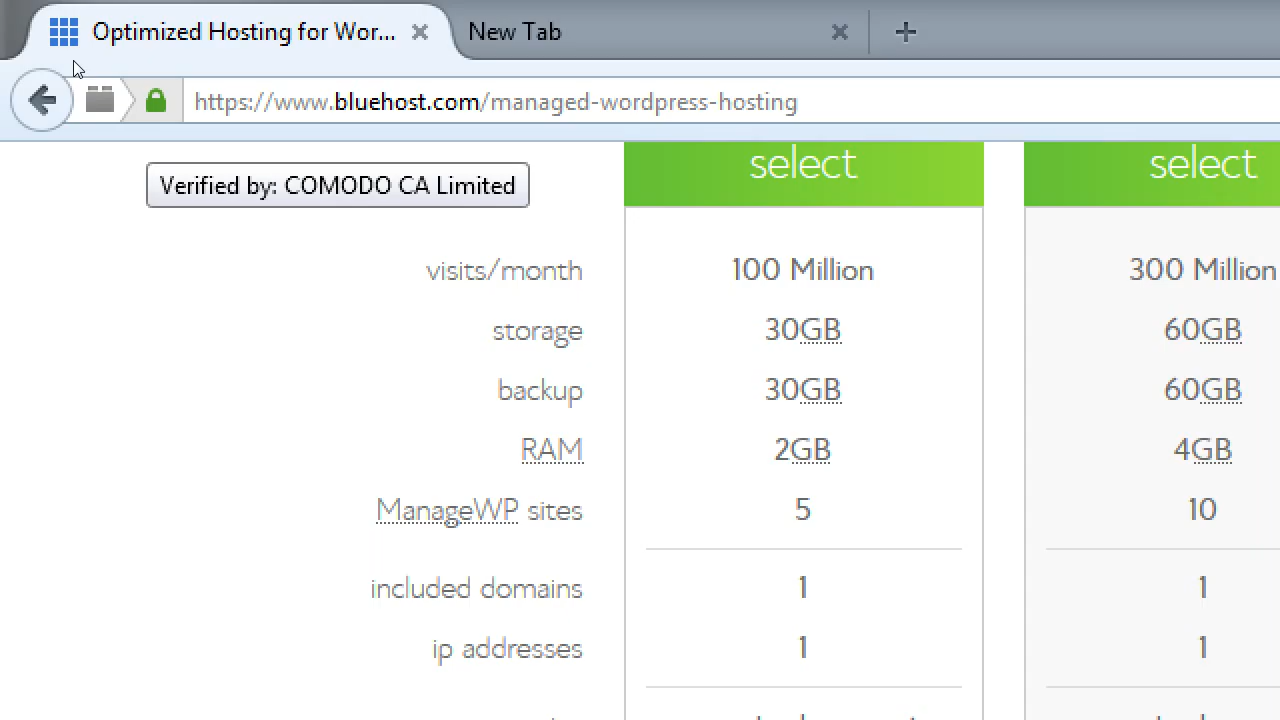 Optimized Hosting for Wor... New Tab
https://www.bluehost.com/managed-wordpress-hosting
select select
Verified by: COMODO CA Limited
visits/month 100 Million 300 Million
storage 30GB 60GB
backup 30GB 60GB
RAM 2GB 4GB
ManageWP sites 5 10
included domains 1 1
ip addresses 1 1